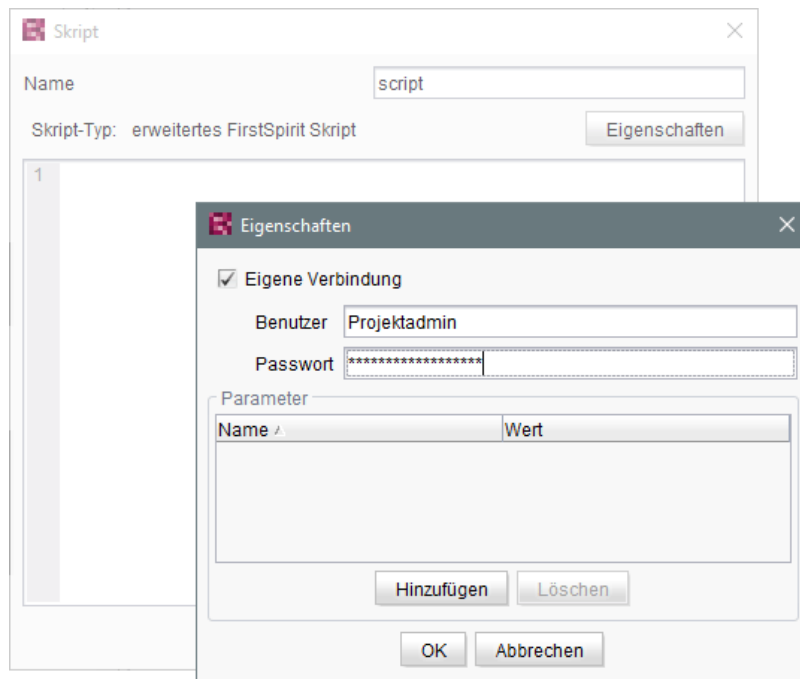 Skript
Name script
Skript-Typ: erweitertes FirstSpirit Skript Eigenschaften
1
Eigenschaften
Eigene Verbindung
Benutzer Projektadmin
Passwort ******************
Parameter
Name Wert
Hinzufügen Löschen
OK Abbrechen